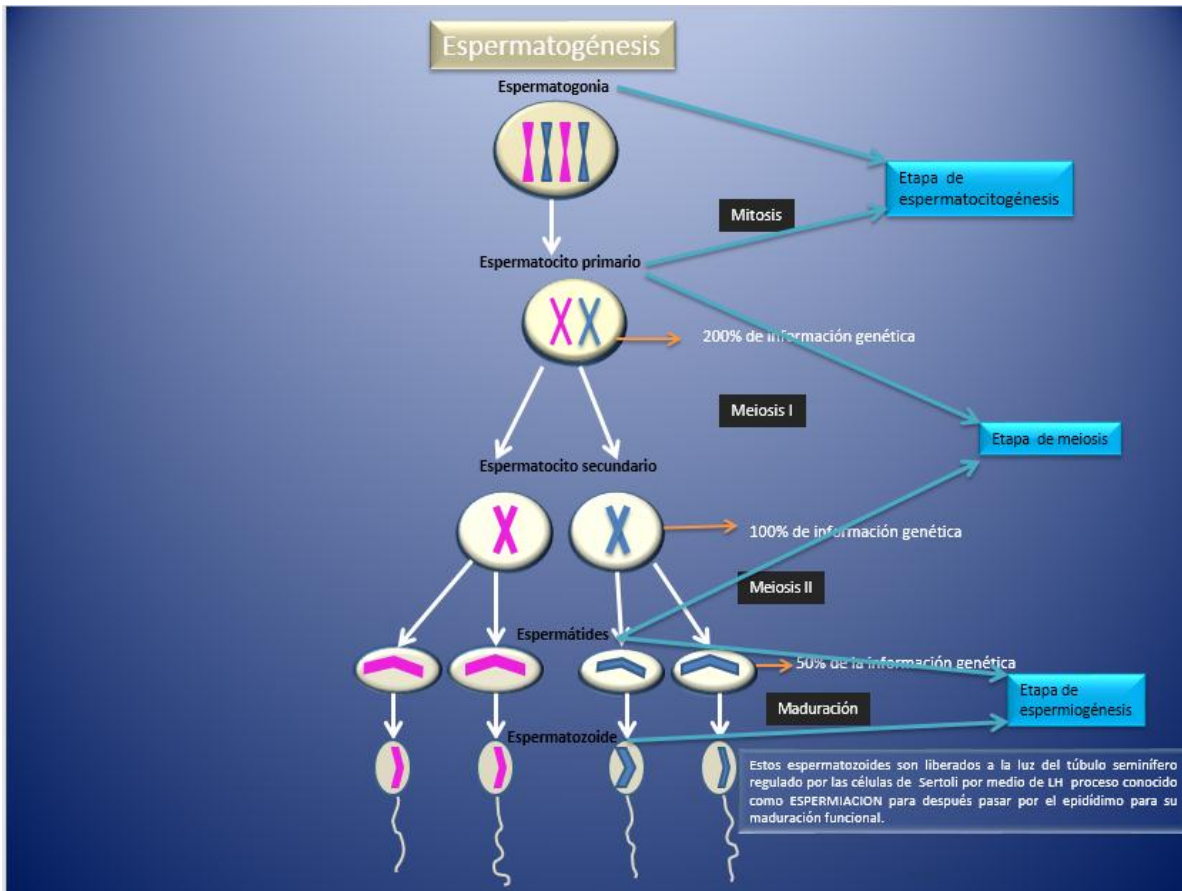 Espermatogénesis
Espermatogonia
Etapa de
espermatocitogénesis
Mitosis
Espermatocito primario
200% de información genética
Meiosis I
Etapa de meiosis
Espermatocito secundario
100% de información genética
Meiosis II
Espermátides
50% de la información genética
Etapa de
espermiogénesis
Maduración
Espermatozoide
Estos espermatozoides son liberados a la luz del túbulo seminífero
regulado por las células de Sertoli por medio de LH proceso conocido
como ESPERMIACION para después pasar por el epidídimo para su
maduración funcional.